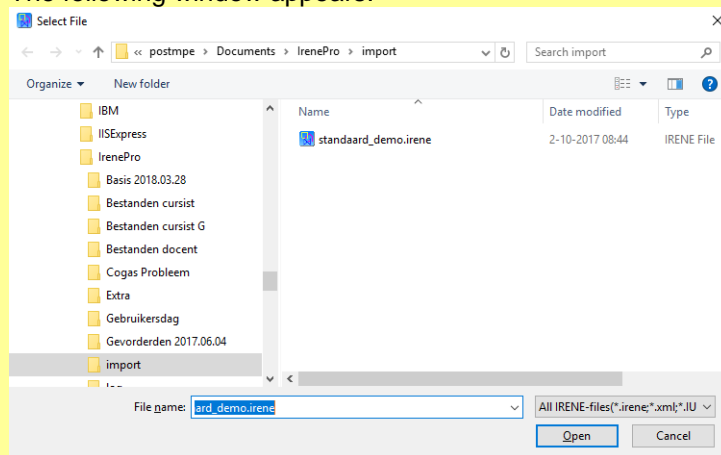 The following window appears:
Select File
« postmpe > Documents > IrenePro > import
Search import
Organize
New folder
IBM
IISExpress
IrenePro
Basis 2018.03.28
Bestanden cursist
Bestanden cursist G
Bestanden docent
Cogas Probleem
Extra
Gebruikersdag
Gevorderden 2017.06.04
import
Name Date modified Type
standaard_demo.irene 2-10-2017 08:44 IRENE File
File name: ard_demo.irene
All IRENE-files(*.irene;*.xml;*.IU
Open Cancel